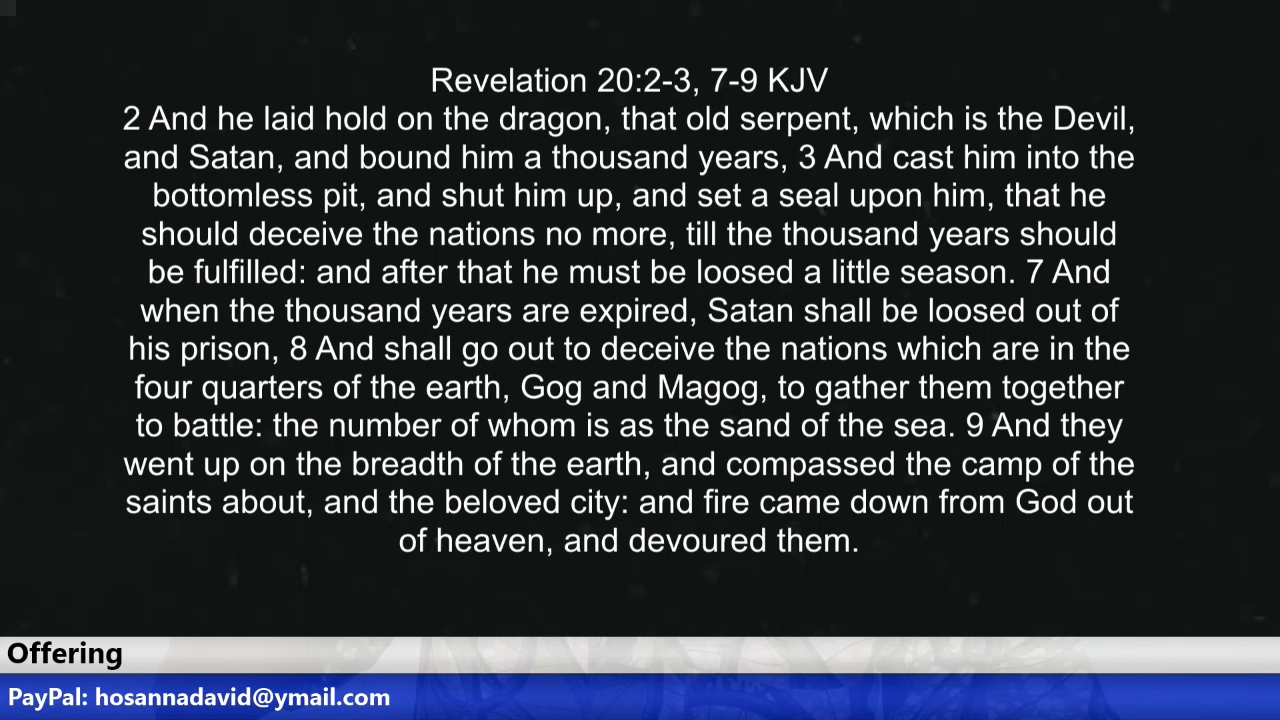 Revelation 20:2-3, 7-9 KJV
2 And he laid hold on the dragon, that old serpent, which is the Devil,
and Satan, and bound him a thousand years, 3 And cast him into the
bottomless pit, and shut him up, and set a seal upon him, that he
should deceive the nations no more, till the thousand years should
be fulfilled: and after that he must be loosed a little season. 7 And
when the thousand years are expired, Satan shall be loosed out of
his prison, 8 And shall go out to deceive the nations which are in the
four quarters of the earth, Gog and Magog, to gather them together
to battle: the number of whom is as the sand of the sea. 9 And they
went up on the breadth of the earth, and compassed the camp of the
saints about, and the beloved city: and fire came down from God out
of heaven, and devoured them.
Offering
PayPal: hosannadavid@ymail.com